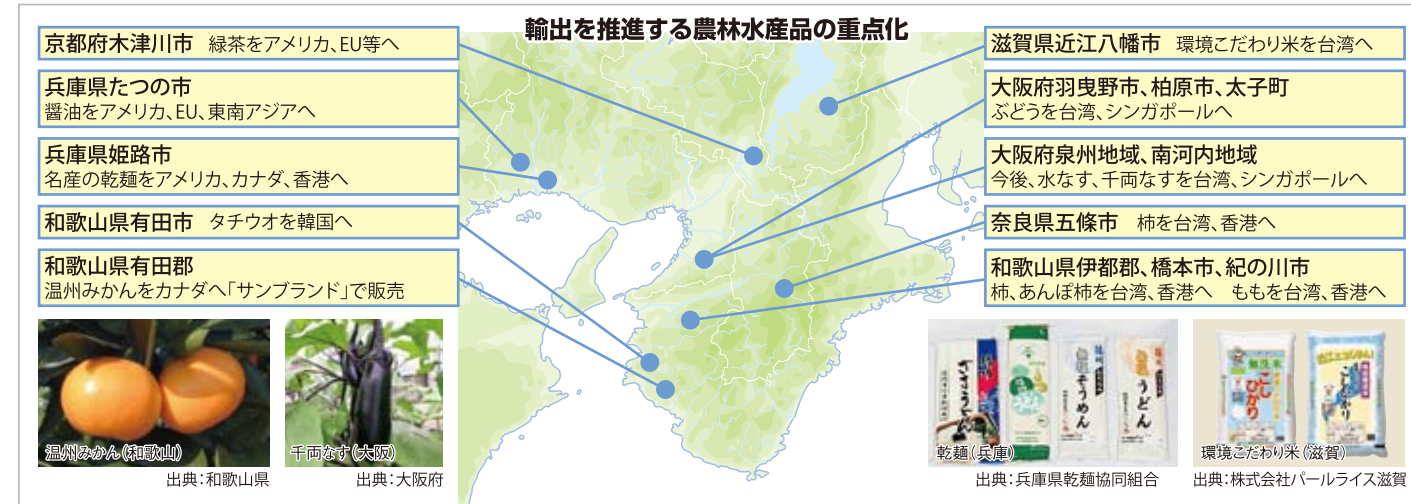 輸出を推進する農林水産品の重点化
京都府木津川市 緑茶をアメリカ、EU等へ
兵庫県たつの市
醤油をアメリカ、EU、東南アジアへ
兵庫県姫路市
名産の乾麺をアメリカ、カナダ、香港へ
和歌山県有田市 タチウオを韓国へ
和歌山県有田郡
温州みかんをカナダへ「サンブランド」で販売
滋賀県近江八幡市 環境こだわり米を台湾へ
大阪府羽曳野市、柏原市、太子町
ぶどうを台湾、シンガポールへ
大阪府泉州地域、南河内地域
今後、水なす、千両なすを台湾、シンガポールへ
奈良県五條市 柿を台湾、香港へ
和歌山県伊都郡、橋本市、紀の川市
柿、あんぽ柿を台湾、香港へ ももを台湾、香港へ
温州みかん(和歌山)
出典:和歌山県
千両なす(大阪)
出典:大阪府
そうめん
うどん
乾麺(兵庫)
出典:兵庫県乾麺協同組合
無洗米
こしひかり
こしひかり
環境こだわり米(滋賀)
出典:株式会社パールライス滋賀